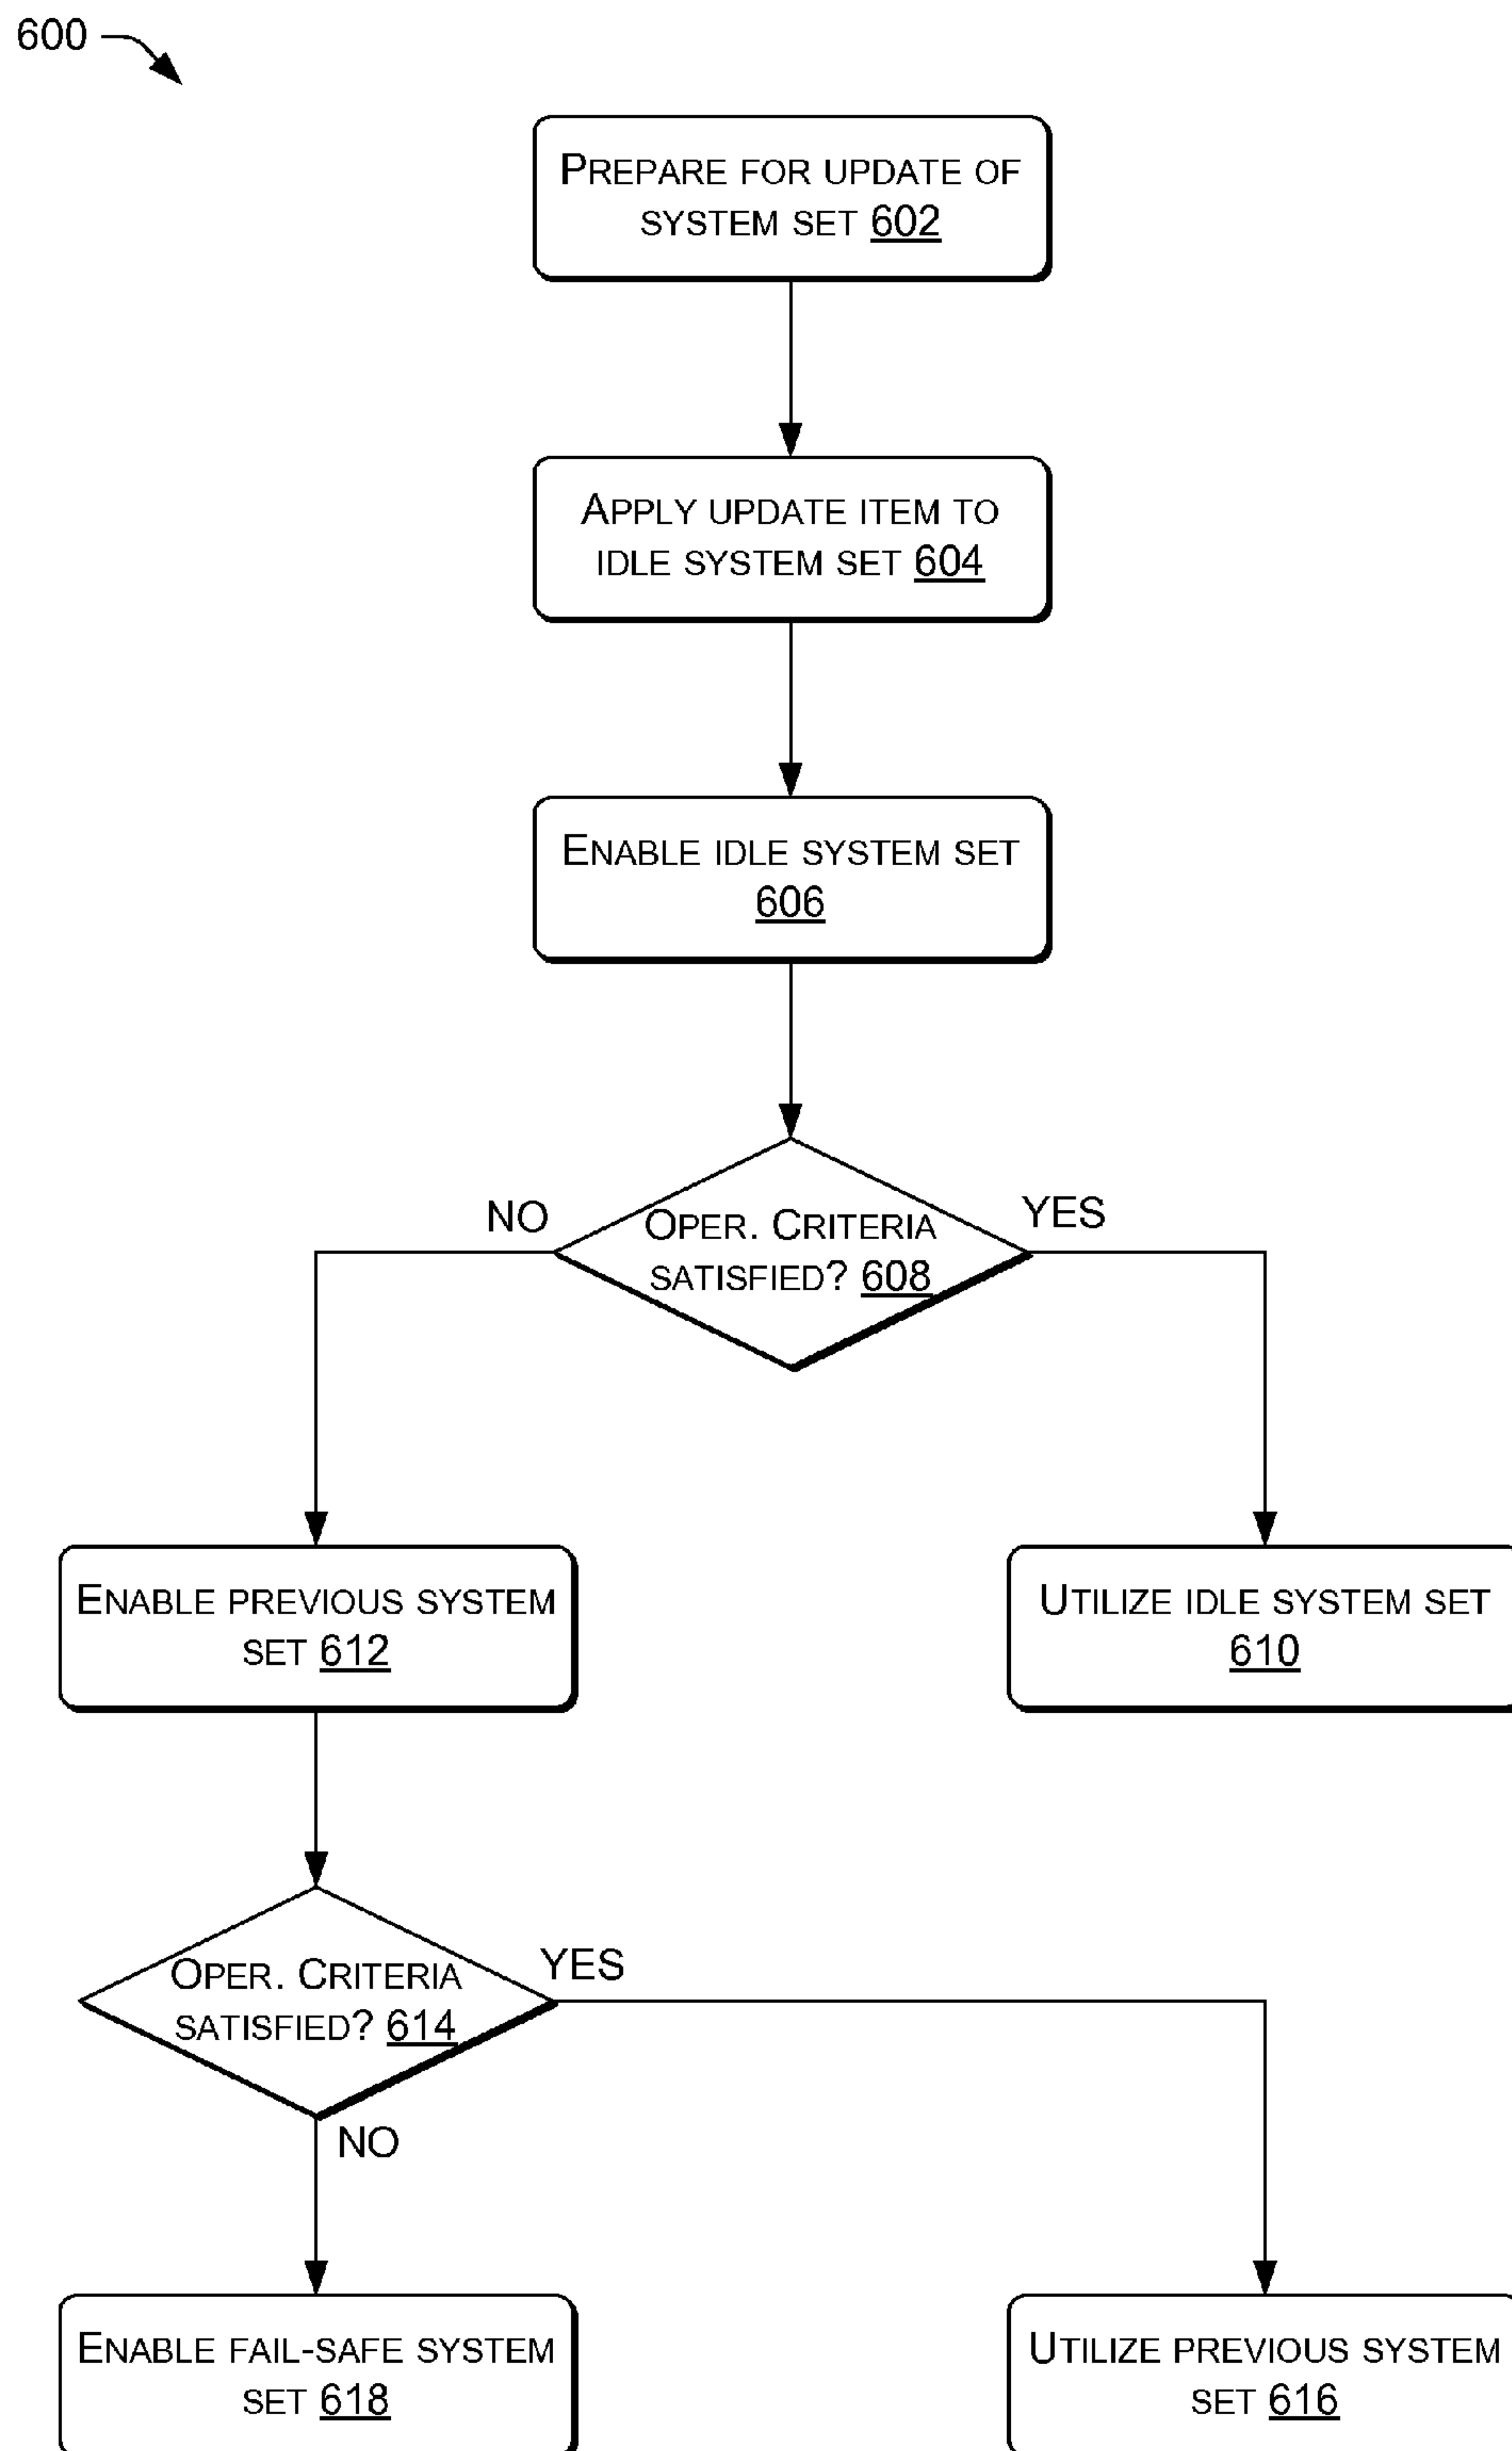 600
PREPARE FOR UPDATE OF
SYSTEM SET 602
APPLY UPDATE ITEM TO
IDLE SYSTEM SET 604
ENABLE IDLE SYSTEM SET
606
NO
YES
OPER. CRITERIA
SATISFIED? 608
ENABLE PREVIOUS SYSTEM
SET 612
UTILIZE IDLE SYSTEM SET
610
YES
OPER. CRITERIA
SATISFIED? 614
NO
ENABLE FAIL-SAFE SYSTEM
SET 618
UTILIZE PREVIOUS SYSTEM
SET 616